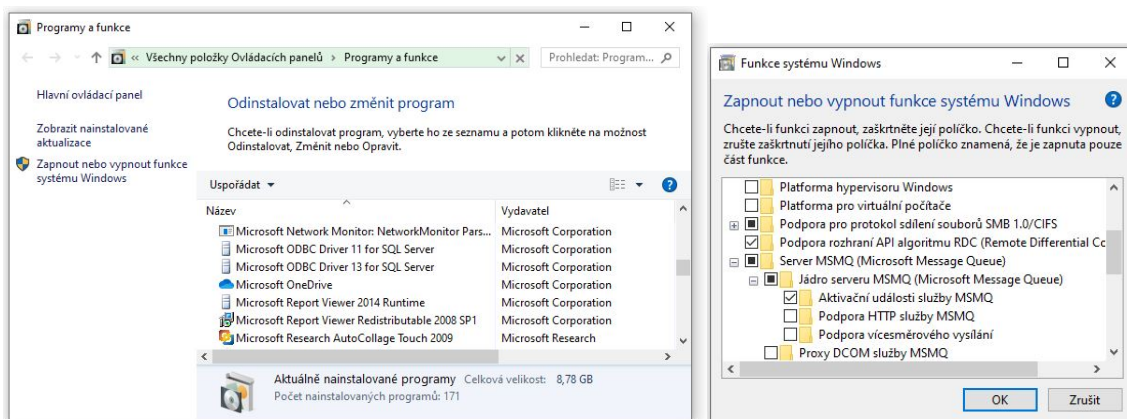 Programy a funkce
« Všechny položky Ovládacích panelů › Programy a funkce
Prohledat: Program...
Hlavní ovládací panel
Zobrazit nainstalované
aktualizace
Zapnout nebo vypnout funkce
systému Windows
Odinstalovat nebo změnit program
Chcete-li odinstalovat program, vyberte ho ze seznamu a potom klikněte na možnost
Odinstalovat, Změnit nebo Opravit.
Uspořádat
Název Vydavatel
Microsoft Network Monitor: NetworkMonitor Pars... Microsoft Corporation
Microsoft ODBC Driver 11 for SQL Server Microsoft Corporation
Microsoft ODBC Driver 13 for SQL Server Microsoft Corporation
Microsoft OneDrive Microsoft Corporation
Microsoft Report Viewer 2014 Runtime Microsoft Corporation
Microsoft Report Viewer Redistributable 2008 SP1 Microsoft Corporation
Microsoft Research AutoCollage Touch 2009 Microsoft Research
Aktuálně nainstalované programy Celková velikost: 8,78 GB
Počet nainstalovaných programů: 171
Funkce systému Windows
Zapnout nebo vypnout funkce systému Windows
Chcete-li funkci zapnout, zaškrtněte její políčko. Chcete-li funkci vypnout,
zrušte zaškrtnutí jejího políčka. Plné políčko znamená, že je zapnuta pouze
část funkce.
Platforma hypervisoru Windows
Platforma pro virtuální počítače
Podpora pro protokol sdílení souborů SMB 1.0/CIFS
Podpora rozhraní API algoritmu RDC (Remote Differential Cc
Server MSMQ (Microsoft Message Queue)
Jádro serveru MSMQ (Microsoft Message Queue)
Aktivační události služby MSMQ
Podpora HTTP služby MSMQ
Podpora vícesměrového vysílání
Proxy DCOM služby MSMQ
OK Zrušit